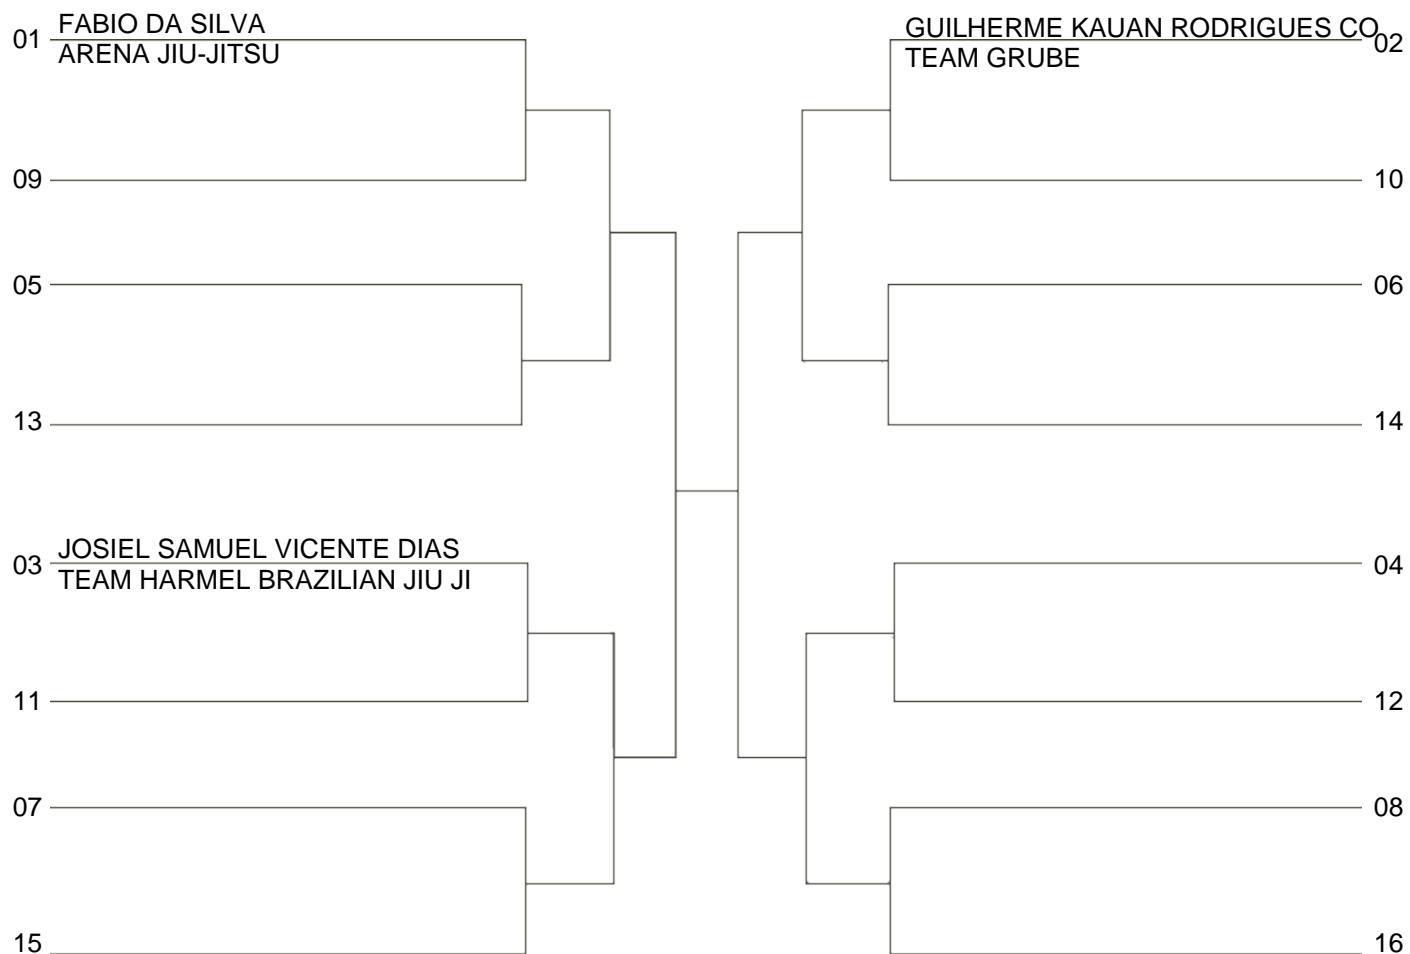 01
FABIO DA SILVA
ARENA JIU-JITSU
09
05
13
03
JOSIEL SAMUEL VICENTE DIAS
TEAM HARMEL BRAZILIAN JIU JI
11
07
15
GUILHERME KAUAN RODRIGUES CO
02
TEAM GRUBE
10
06
14
04
12
08
16